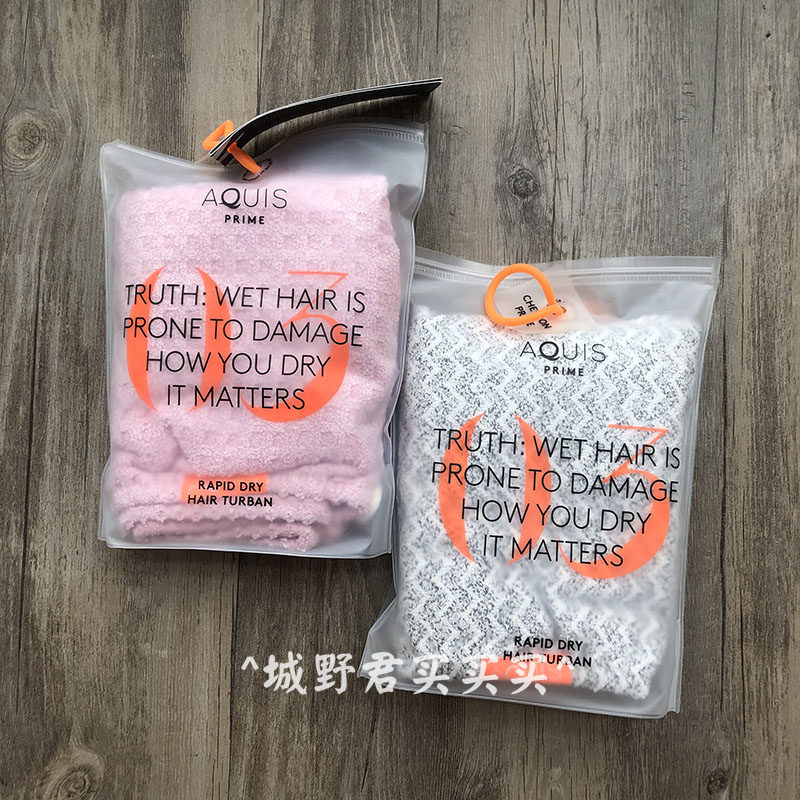 AQUIS
PRIME
03
TRUTH: WET HAIR IS
PRONE TO DAMAGE
HOW YOU DRY
IT MATTERS
RAPID DRY
HAIR TURBAN
AQUIS
PRIME
03
TRUTH: WET HAIR IS
PRONE TO DAMAGE
HOW YOU DRY
IT MATTERS
RAPID DRY
HAIR TURBAN
^城野君买买买^